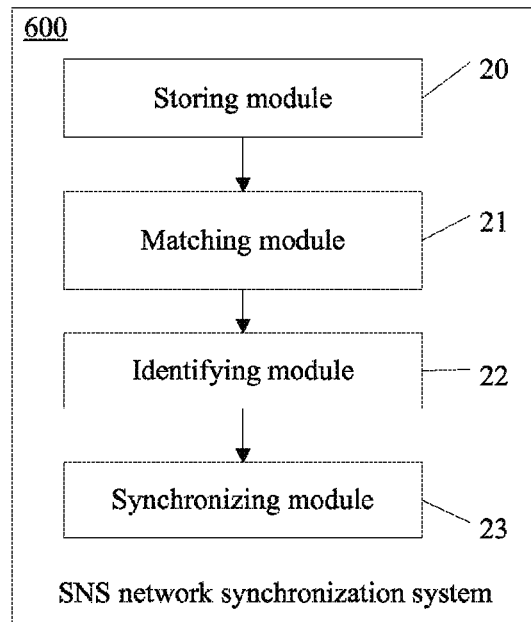 600
Storing module
20
Matching module
21
Identifying module
22
Synchronizing module
23
SNS network synchronization system